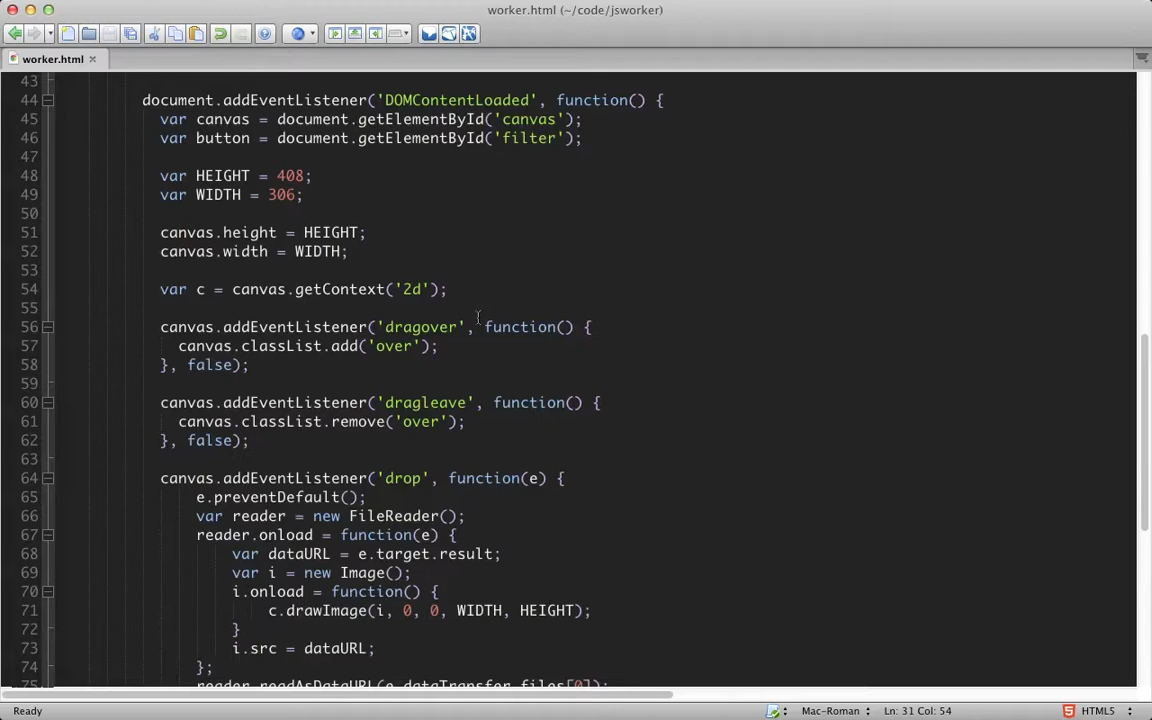 worker.html (~/code/jsworker)
worker.html
43
44 document.addEventListener('DOMContentLoaded', function() {
45 var canvas = document.getElementById('canvas');
46 var button = document.getElementById('filter');
47
48 var HEIGHT = 408;
49 var WIDTH = 306;
50
51 canvas.height = HEIGHT;
52 canvas.width = WIDTH;
53
54 var c = canvas.getContext('2d');
55
56 canvas.addEventListener('dragover', function() {
57 canvas.classList.add('over');
58 }, false);
59
60 canvas.addEventListener('dragleave', function() {
61 canvas.classList.remove('over');
62 }, false);
63
64 canvas.addEventListener('drop', function(e) {
65 e.preventDefault();
66 var reader = new FileReader();
67 reader.onload = function(e) {
68 var dataURL = e.target.result;
69 var i = new Image();
70 i.onload = function() {
71 c.drawImage(i, 0, 0, WIDTH, HEIGHT);
72 }
73 i.src = dataURL;
74 };
75 reader.readAsDataURL(e.dataTransfer.files[0]);
Ready Mac-Roman Ln: 31 Col: 54 HTML5